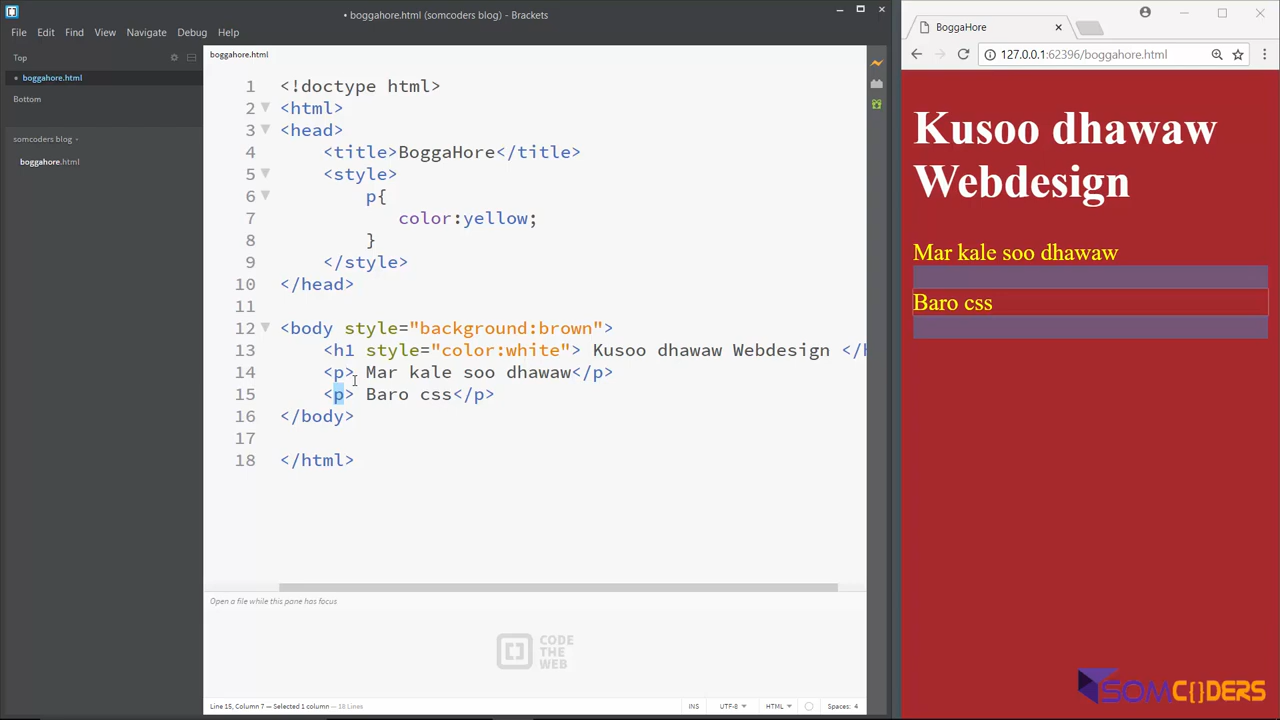 • boggahore.html (somcoders blog) - Brackets
File Edit Find View Navigate Debug Help
Top
• boggahore.html
Bottom
somcoders blog
boggahore.html
boggahore.html
1 <!doctype html>
2 <html>
3 <head>
4 <title>BoggaHore</title>
5 <style>
6 p{
7 color:yellow;
8 }
9 </style>
10 </head>
11
12 <body style="background:brown">
13 <h1 style="color:white"> Kusoo dhawaw Webdesign </h
14 <p> Mar kale soo dhawaw</p>
15 <p> Baro css</p>
16 </body>
17
18 </html>
Open a file while this pane has focus
CODE
THE
WEB
Line 15, Column 7 — Selected 1 column — 18 Lines
INS UTF-8 HTML Spaces: 4
BoggaHore
127.0.0.1:62396/boggahore.html
Kusoo dhawaw
Webdesign
Mar kale soo dhawaw
Baro css
SOMC{}DERS